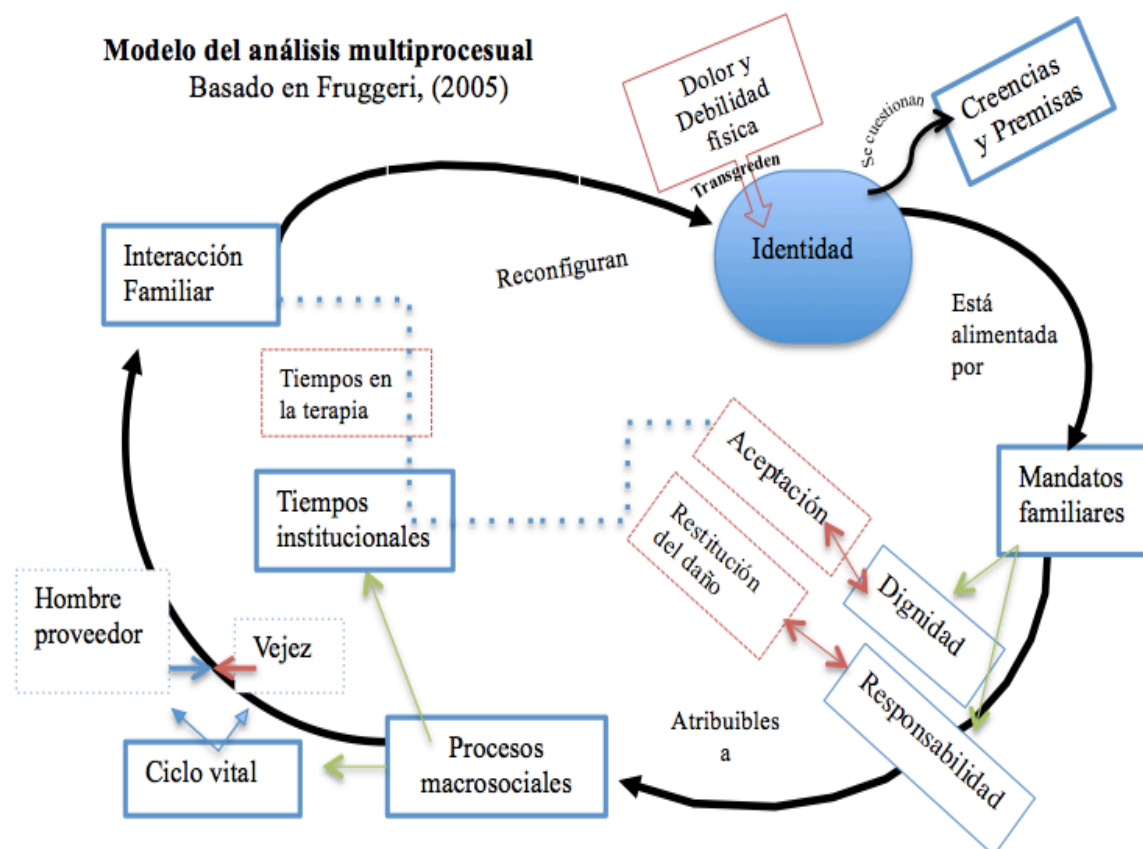 Modelo del análisis multiprocesual
Basado en Fruggeri, (2005)
Dolor y
Debilidad
física
Transgreden
Se cuestionan
Creencias
y Premisas
Identidad
Interacción
Familiar
Reconfiguran
Está
alimentada
por
Tiempos en
la terapia
Aceptación
Mandatos
familiares
Tiempos
institucionales
Restitución
del daño
Dignidad
Hombre
proveedor
Vejez
Responsabilidad
Atribuibles
a
Ciclo vital
Procesos
macrosociales